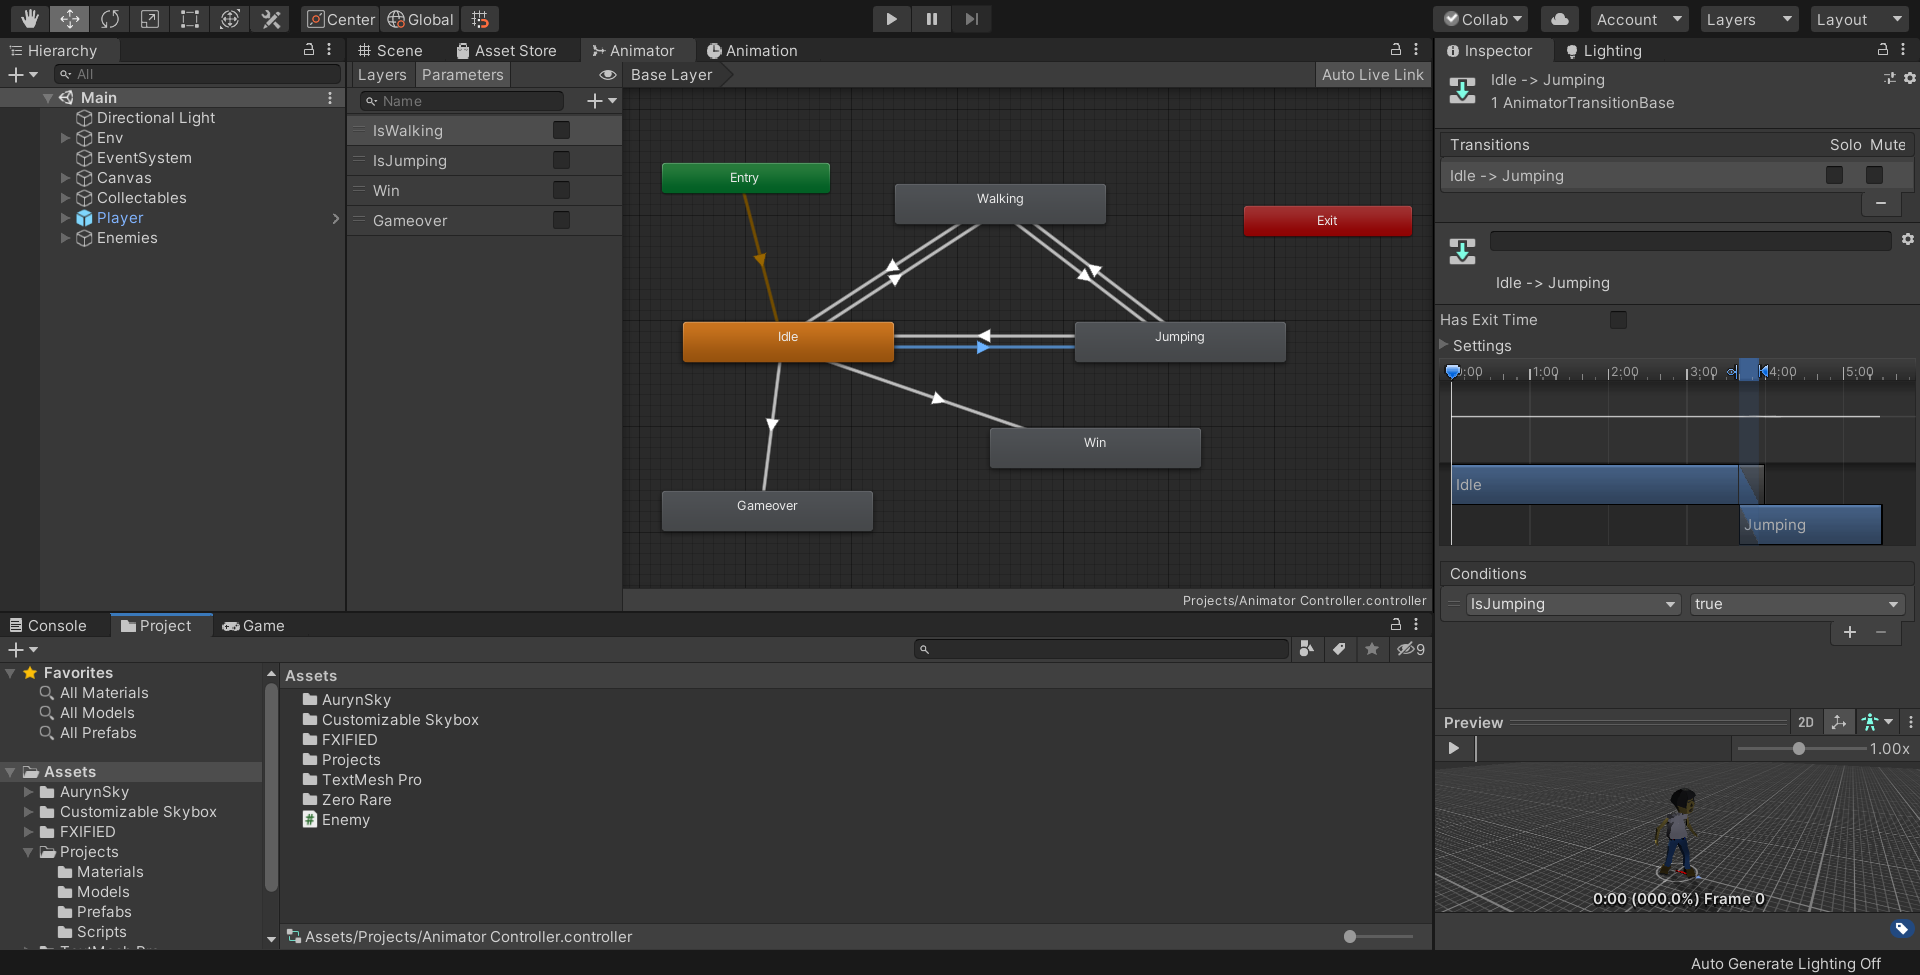 Center Global
Collab Account Layers Layout
Hierarchy
All
Main
Directional Light
Env
EventSystem
Canvas
Collectables
Player
Enemies
Scene Asset Store Animator Animation
Layers Parameters
Base Layer Auto Live Link
Name
IsWalking
IsJumping
Win
Gameover
Entry
Walking
Exit
Idle
Jumping
Win
Gameover
Projects/Animator Controller.controller
Inspector Lighting
Idle -> Jumping
1 AnimatorTransitionBase
Transitions Solo Mute
Idle -> Jumping
Idle -> Jumping
Has Exit Time
Settings
0:00 1:00 2:00 3:00 4:00 5:00
Idle
Jumping
Conditions
IsJumping true
Preview 2D
1.00x
0:00 (000.0%) Frame 0
Console Project Game
9
Favorites
All Materials
All Models
All Prefabs
Assets
AurynSky
Customizable Skybox
FXIFIED
Projects
Materials
Models
Prefabs
Scripts
Assets
AurynSky
Customizable Skybox
FXIFIED
Projects
TextMesh Pro
Zero Rare
# Enemy
Assets/Projects/Animator Controller.controller
Auto Generate Lighting Off